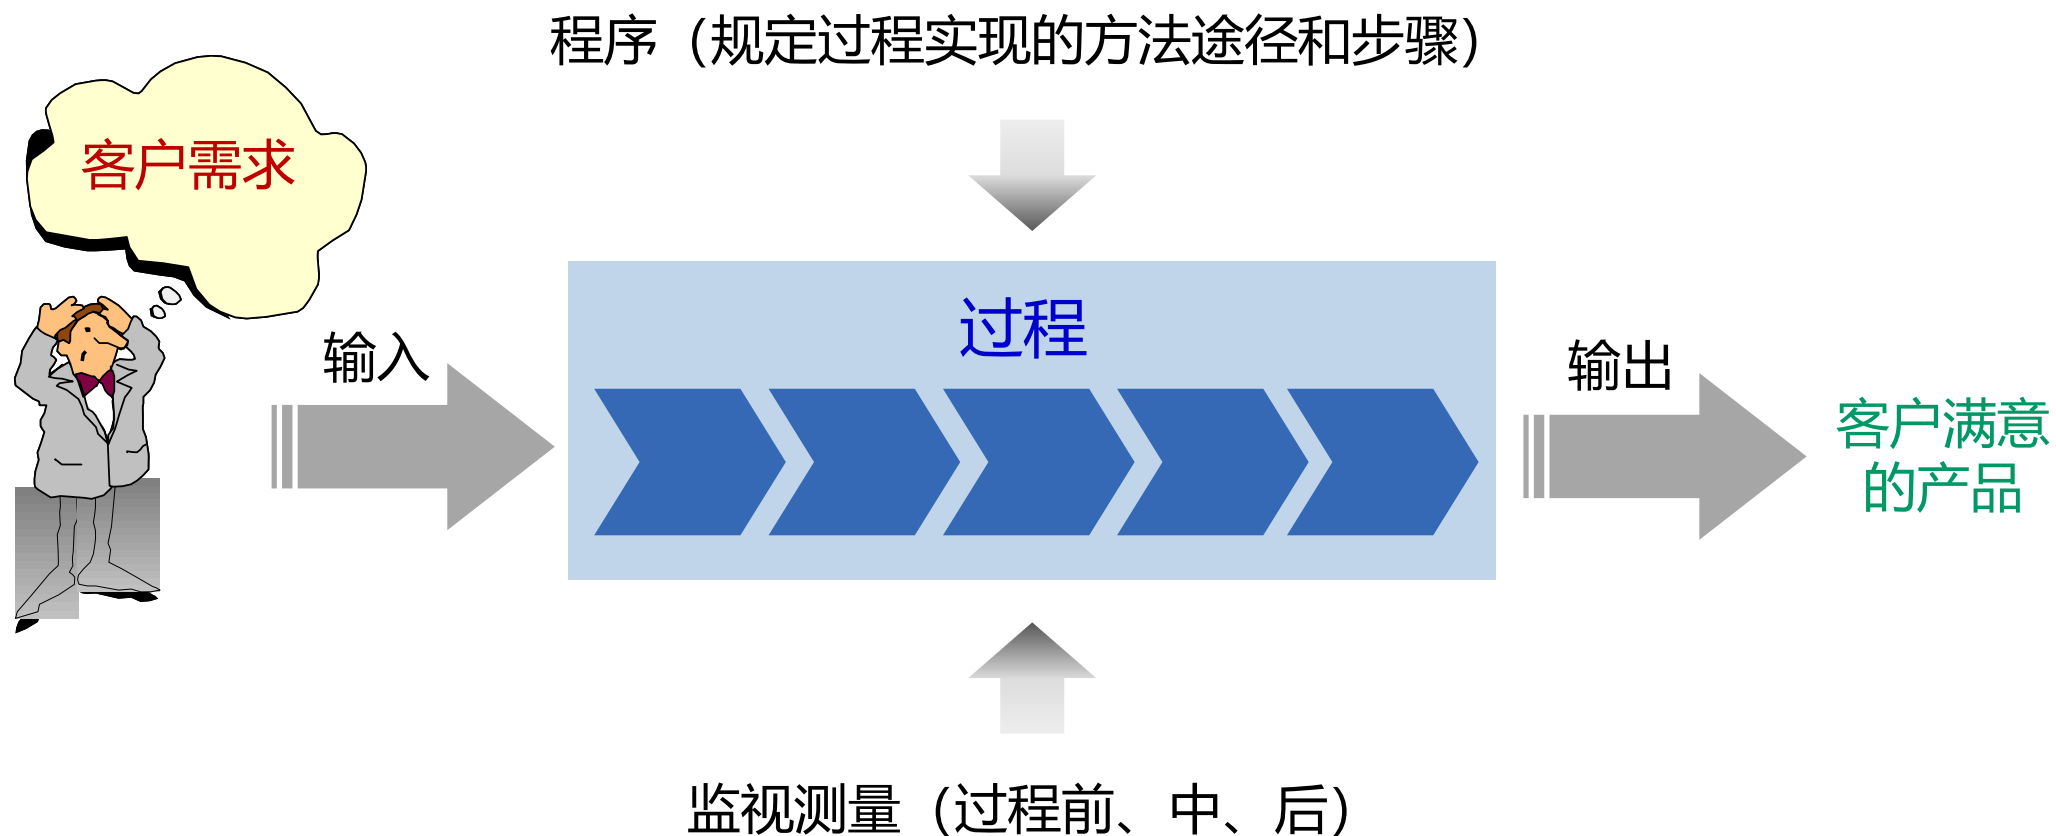 程序（规定过程实现的方法途径和步骤）
客户需求
过程
输入
输出
客户满意
的产品
监视测量（过程前、中、后）